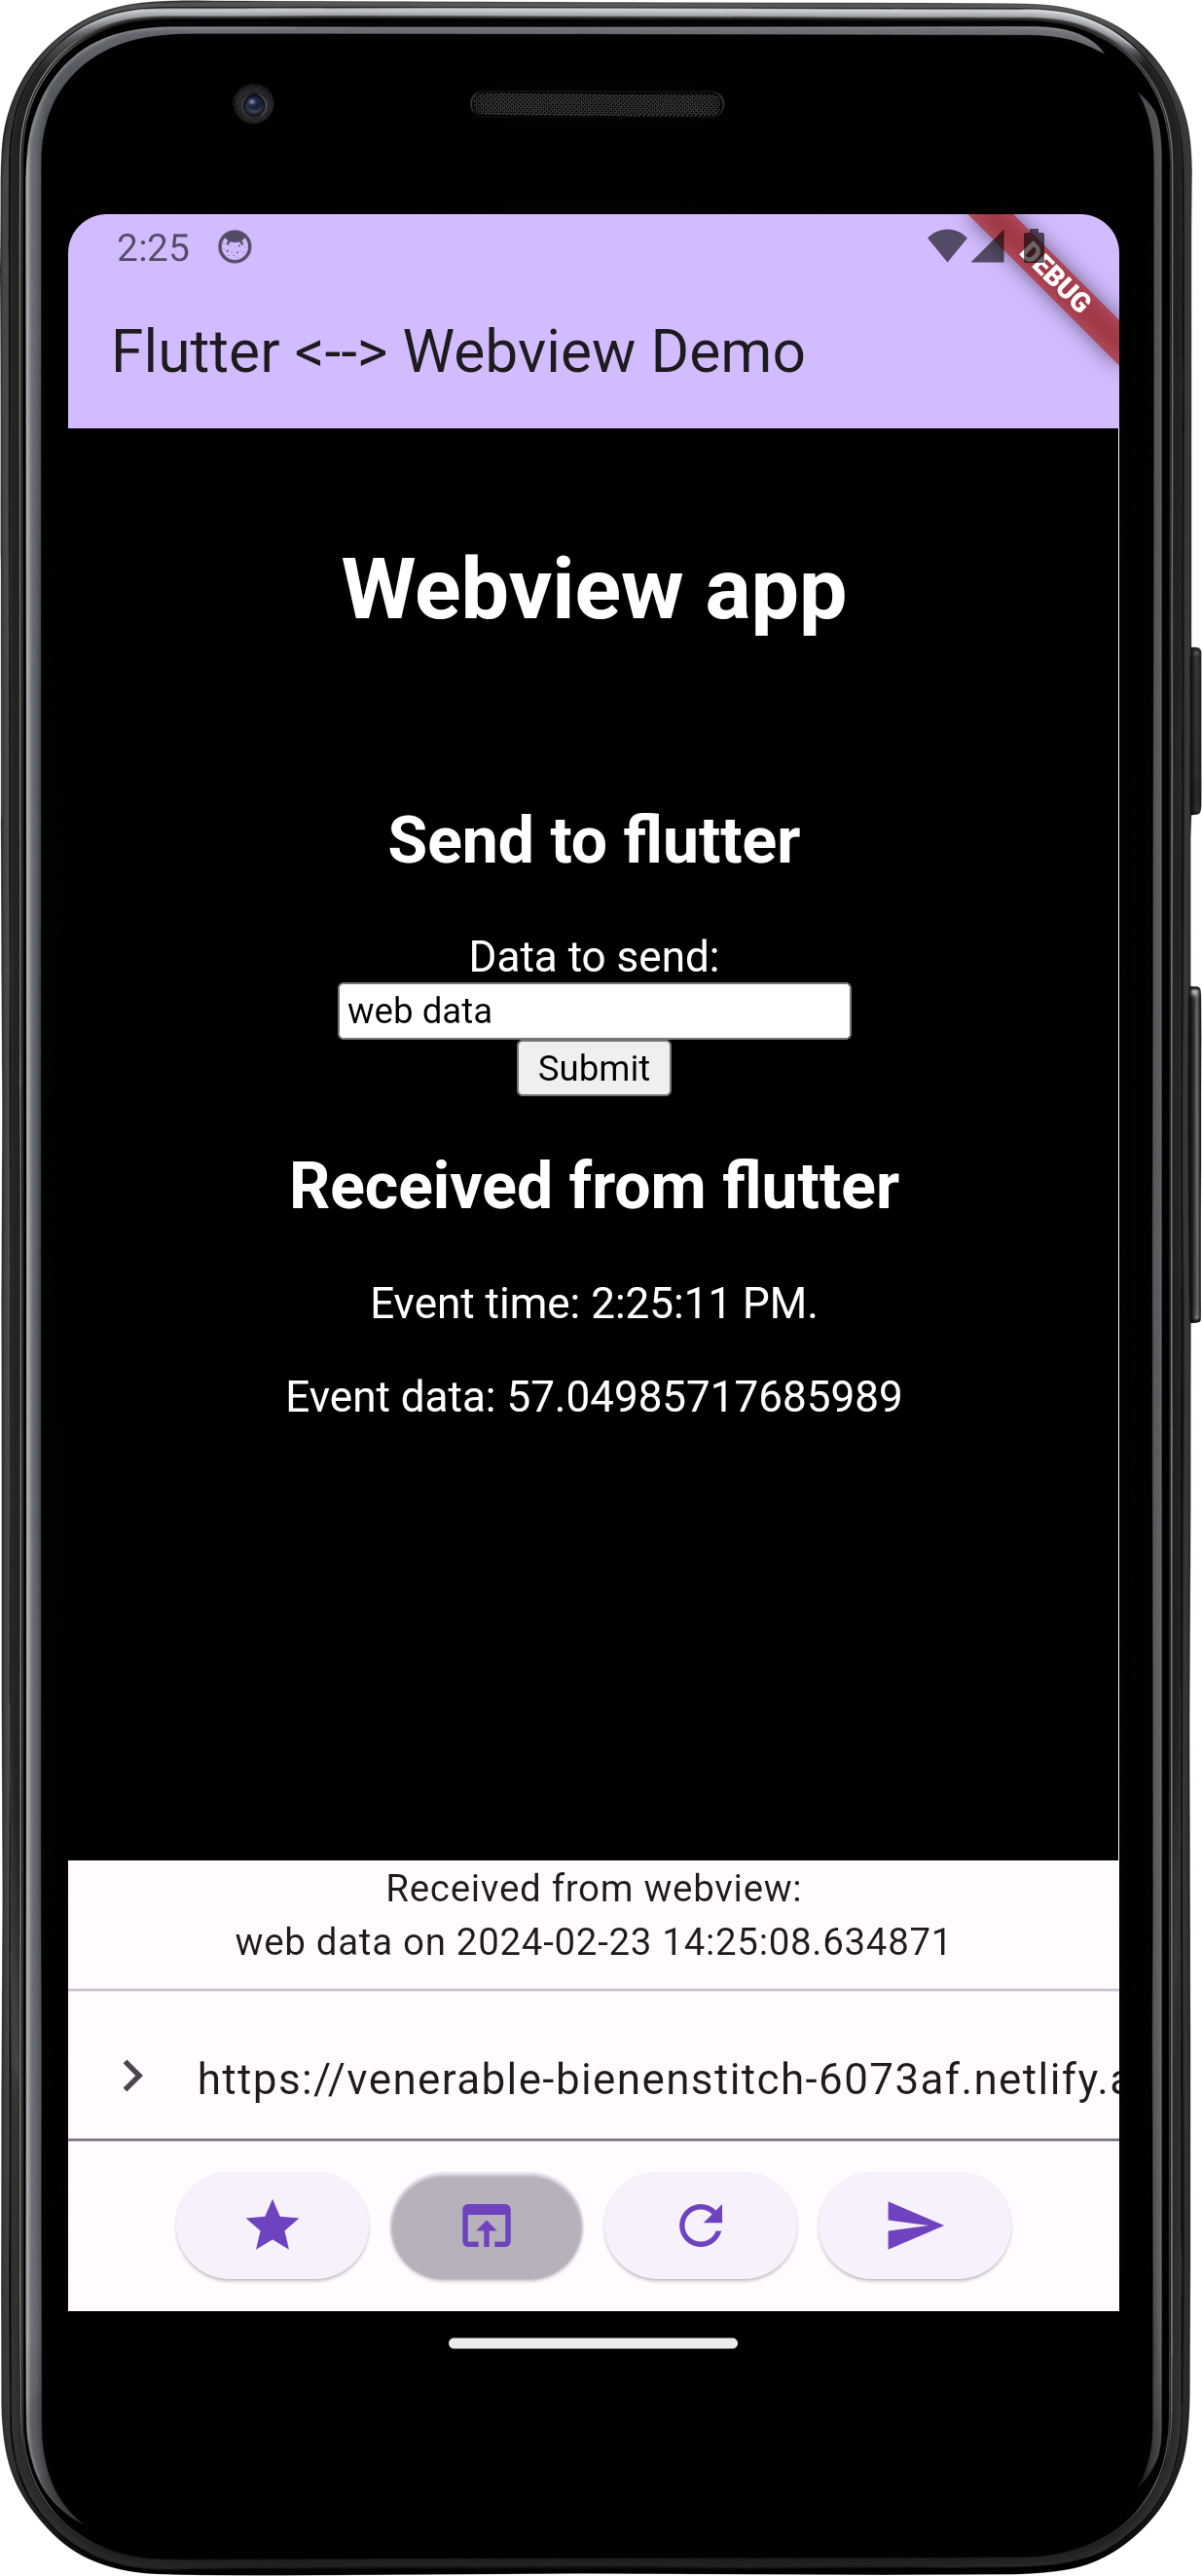 2:25
DEBUG
Flutter <--> Webview Demo
Webview app
Send to flutter
Data to send:
web data
Submit
Received from flutter
Event time: 2:25:11 PM.
Event data: 57.04985717685989
Received from webview:
web data on 2024-02-23 14:25:08.634871
https://venerable-bienenstitch-6073af.netlify.a